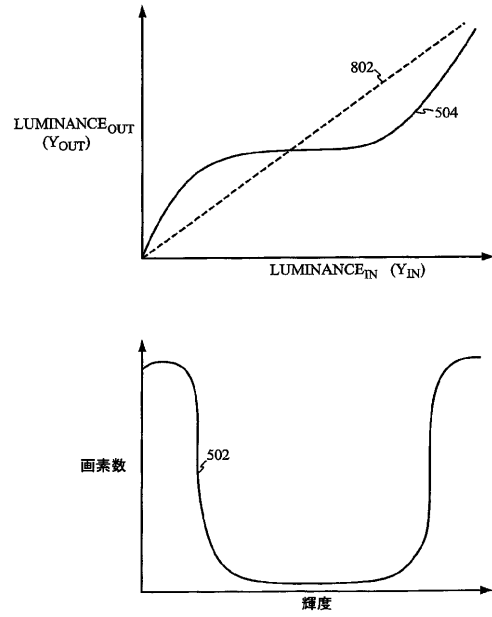 802
504
LUMINANCE_OUT
(Y_OUT)
LUMINANCE_IN (Y_IN)
画素数
502
輝度